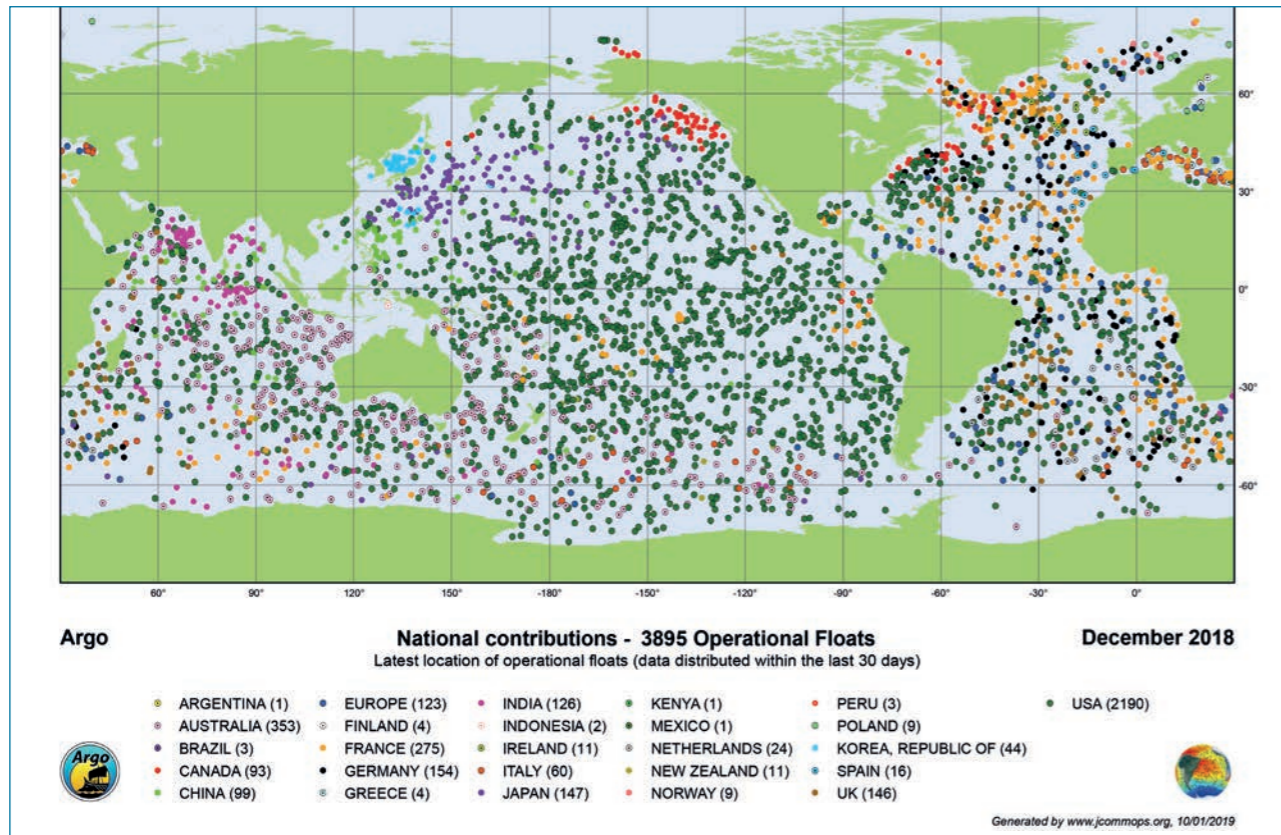 60°
30°
0°
-30°
-60°
60° 90° 120° 150° -180° -150° -120° -90° -60° -30° 0°
Argo National contributions - 3895 Operational Floats December 2018
Latest location of operational floats (data distributed within the last 30 days)
ARGENTINA (1) EUROPE (123) INDIA (126) KENYA (1) PERU (3) USA (2190)
AUSTRALIA (353) FINLAND (4) INDONESIA (2) MEXICO (1) POLAND (9)
BRAZIL (3) FRANCE (275) IRELAND (11) NETHERLANDS (24) KOREA, REPUBLIC OF (44)
CANADA (93) GERMANY (154) ITALY (60) NEW ZEALAND (11) SPAIN (16)
CHINA (99) GREECE (4) JAPAN (147) NORWAY (9) UK (146)
Argo
Generated by www.jcommops.org, 10/01/2019